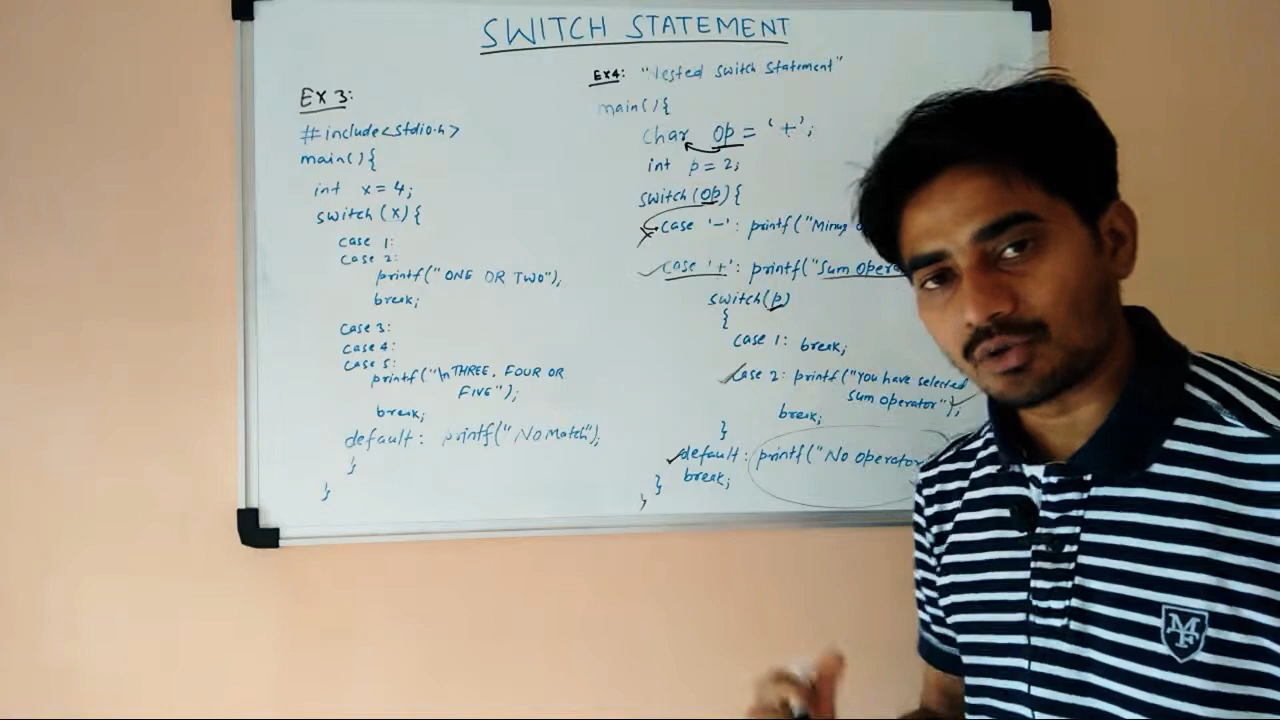 SWITCH STATEMENT
EX 3:
#include<stdio.h>
main(){
int x=4;
switch(x){
case 1:
case 2:
printf("ONE OR TWO");
break;
case 3:
case 4:
case 5:
printf("\nTHREE, FOUR OR
FIVE");
break;
default: printf("No Match);
}
}
EX4: "Nested switch statement"
main(){
char op = '+';
int p=2;
switch(op){
case '-': printf("Minus
case '+': printf("Sum
switch(p)
{
case 1: break;
case 2: printf("You have selected
sum operator");
break;
}
default: printf("No operator
break;
}
}
MF